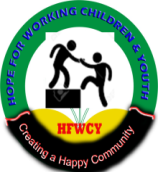 HOPE FOR WORKING CHILDREN & YOUTH
HFWCY
Creating a Happy Community